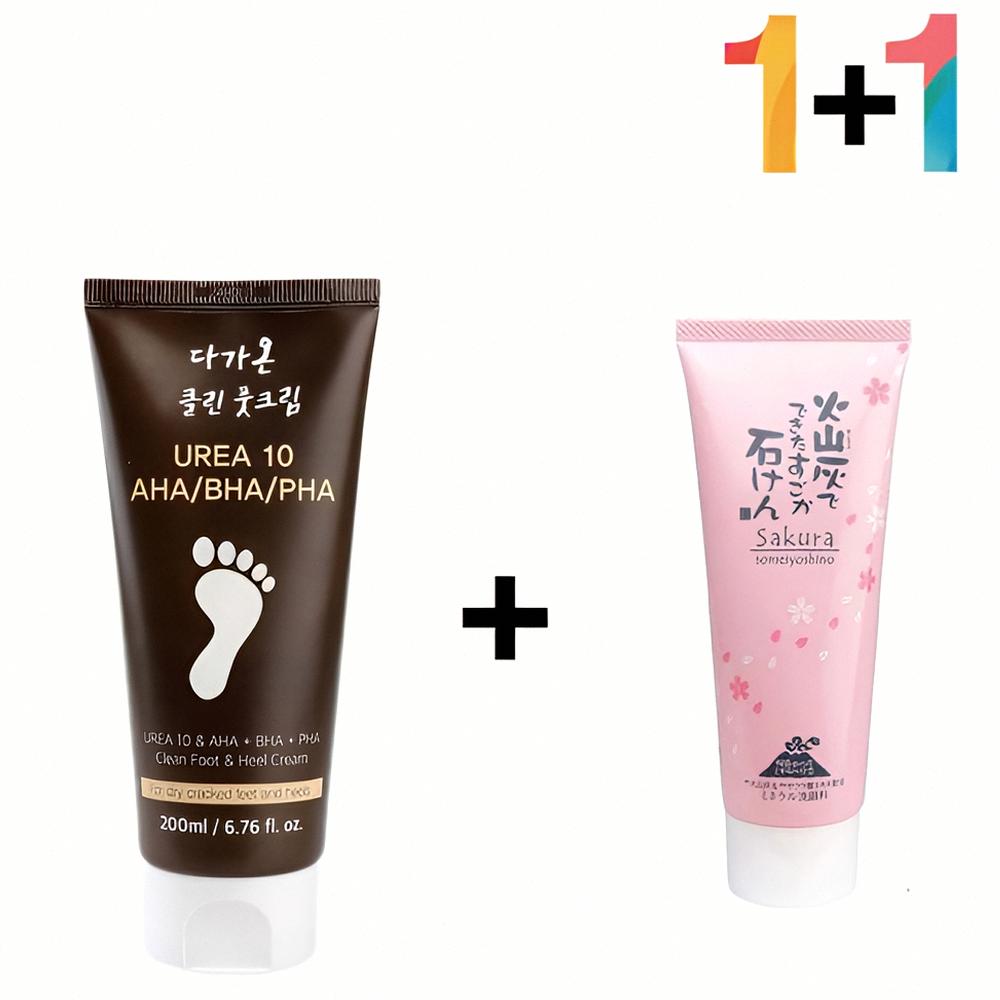 1+1
다가온
클린 풋크림
UREA 10
AHA/BHA/PHA
UREA 10 & AHA + BHA + PHA
Clean Foot & Heel Cream
For dry cracked feet and heels
200ml / 6.76 fl. oz.
+
火山灰で
できたすごか
石けん
Sakura
someiyoshino